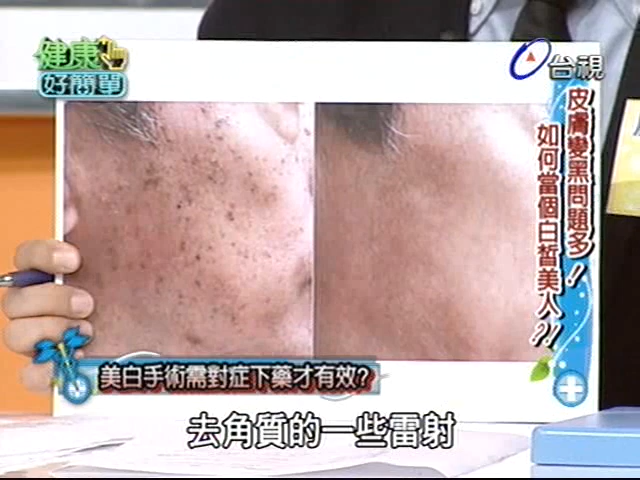 健康
好簡單
台視
皮膚變黑問題多！
如何當個白皙美人?!
美白手術需對症下藥才有效?
去角質的一些雷射